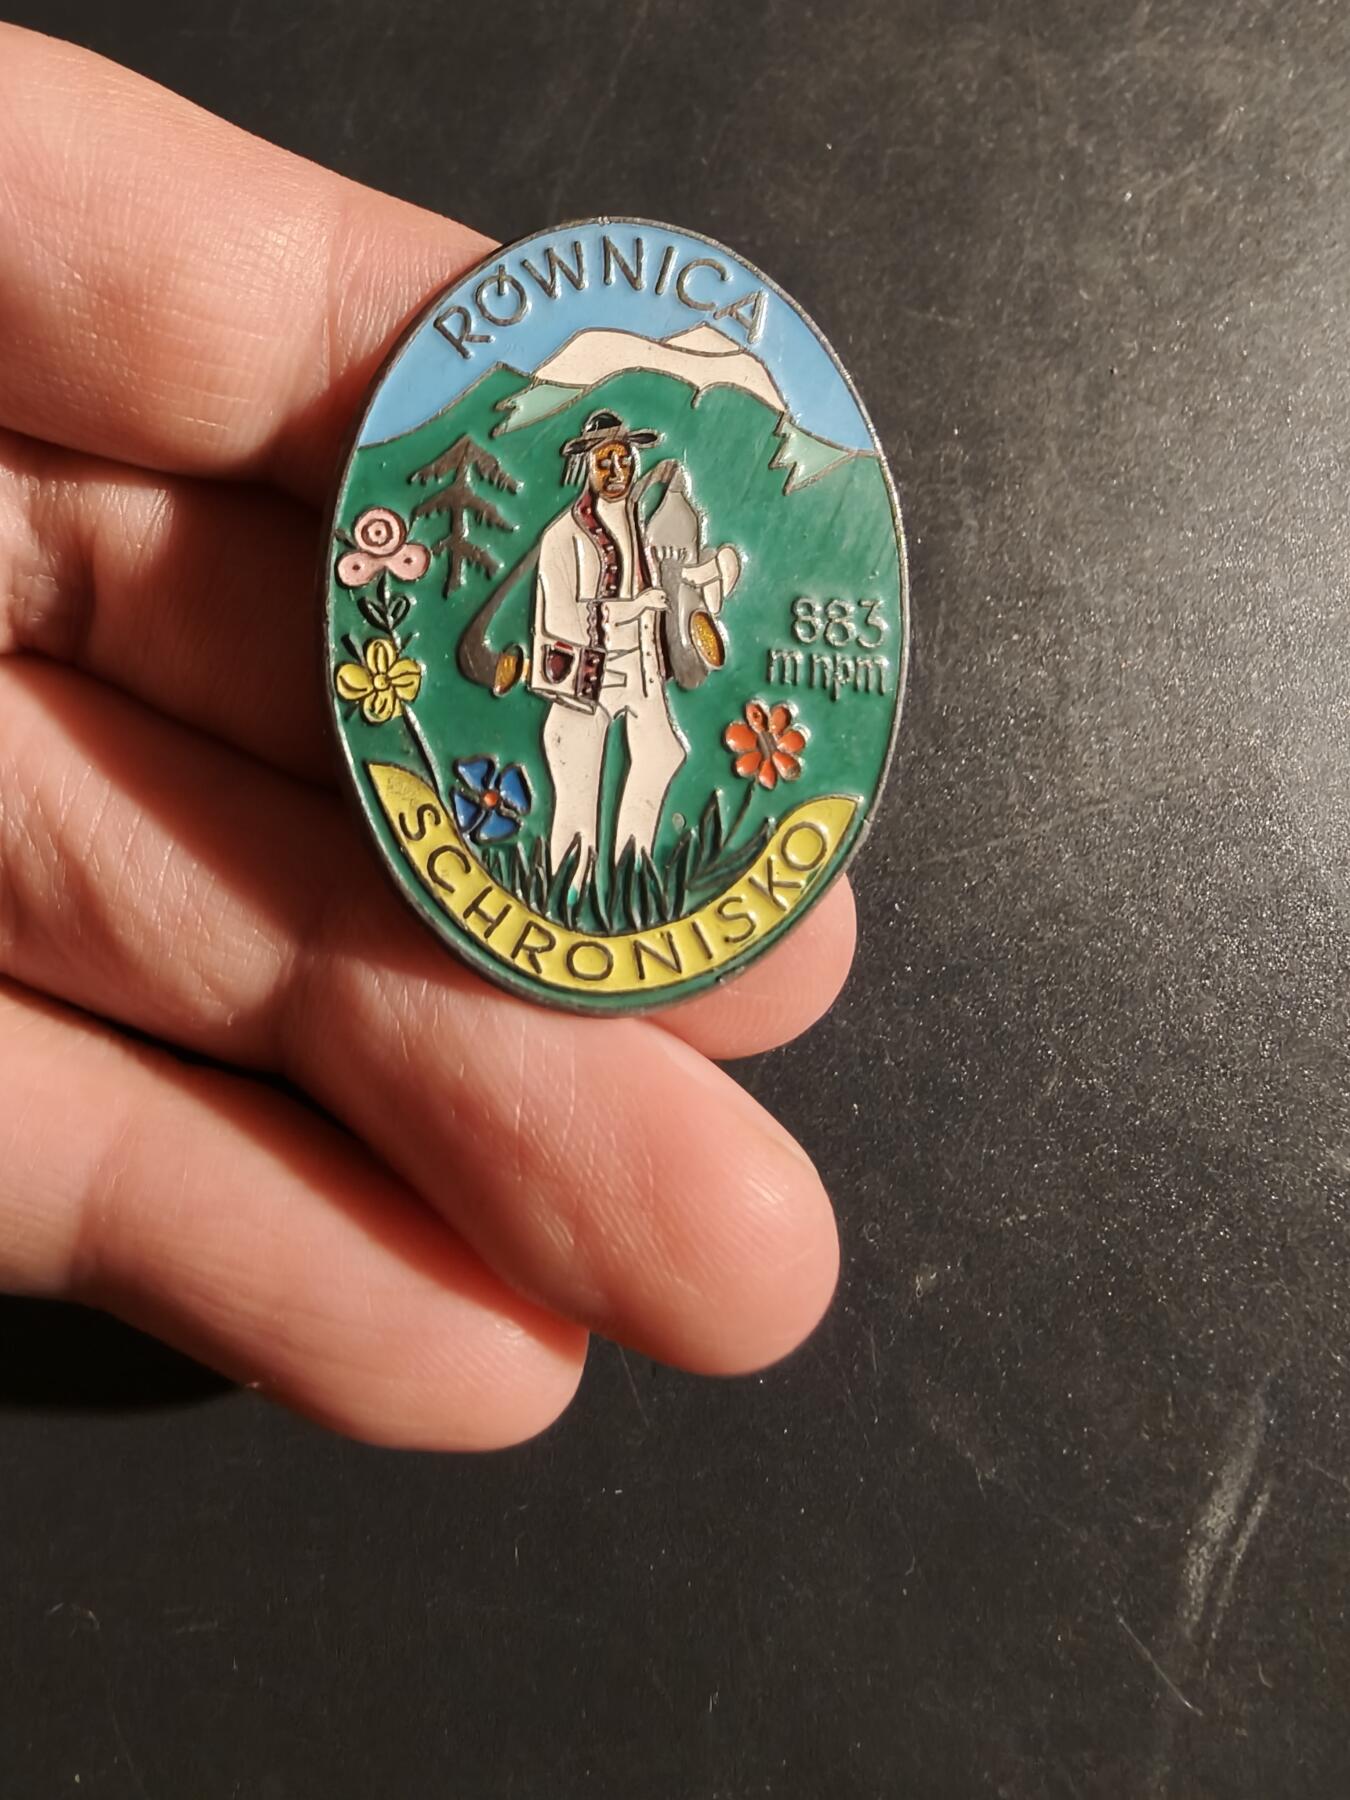 RÓWNICA
883
m npm
SCHRONISKO